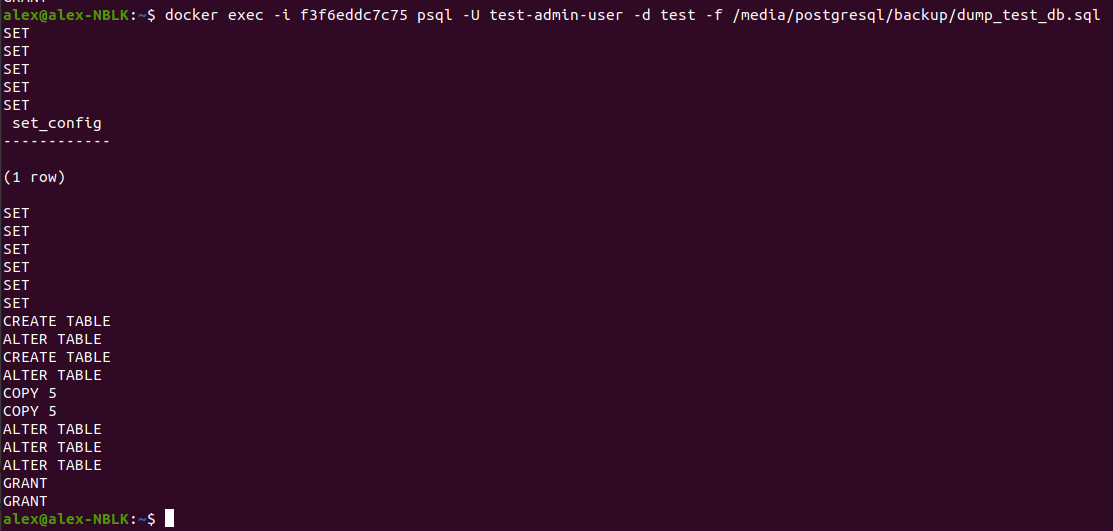 GRANT
alex@alex-NBLK:~$ docker exec -i f3f6eddc7c75 psql -U test-admin-user -d test -f /media/postgresql/backup/dump_test_db.sql
SET
SET
SET
SET
SET
 set_config
------------

(1 row)

SET
SET
SET
SET
SET
SET
CREATE TABLE
ALTER TABLE
CREATE TABLE
ALTER TABLE
COPY 5
COPY 5
ALTER TABLE
ALTER TABLE
ALTER TABLE
GRANT
GRANT
alex@alex-NBLK:~$